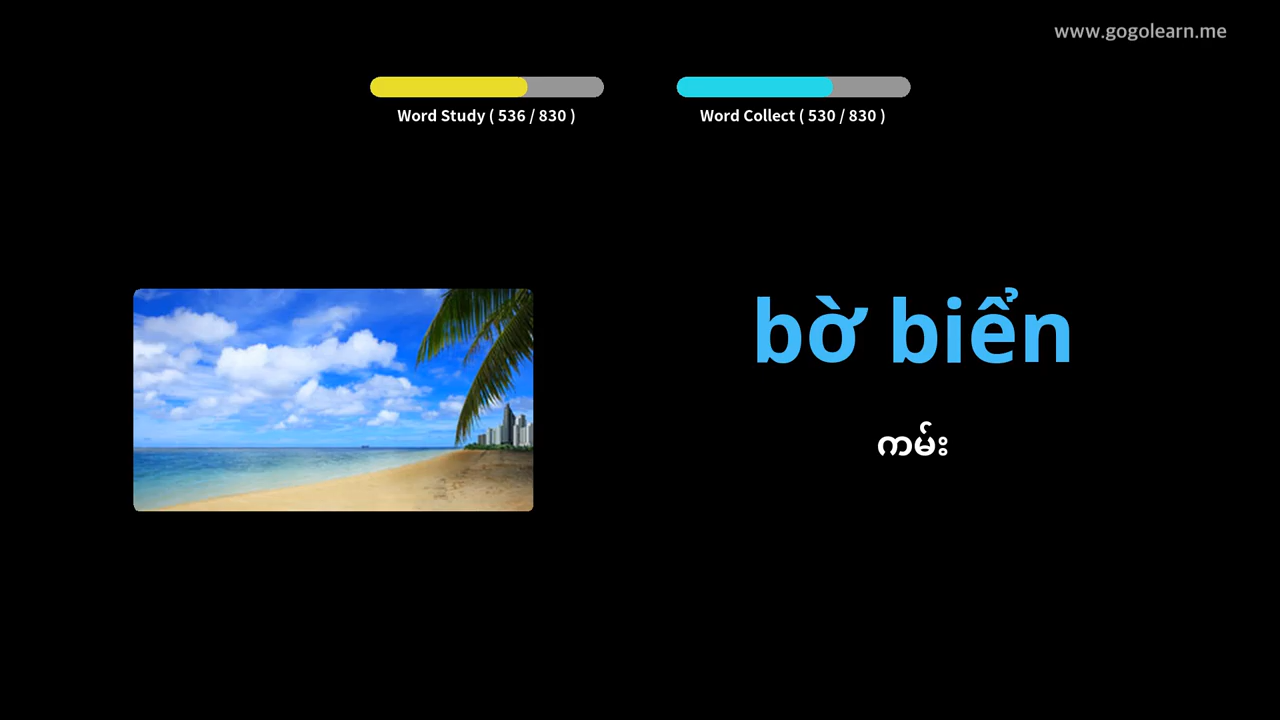 www.gogolearn.me
Word Study ( 536 / 830 )
Word Collect ( 530 / 830 )
bờ biển
ကမ်း